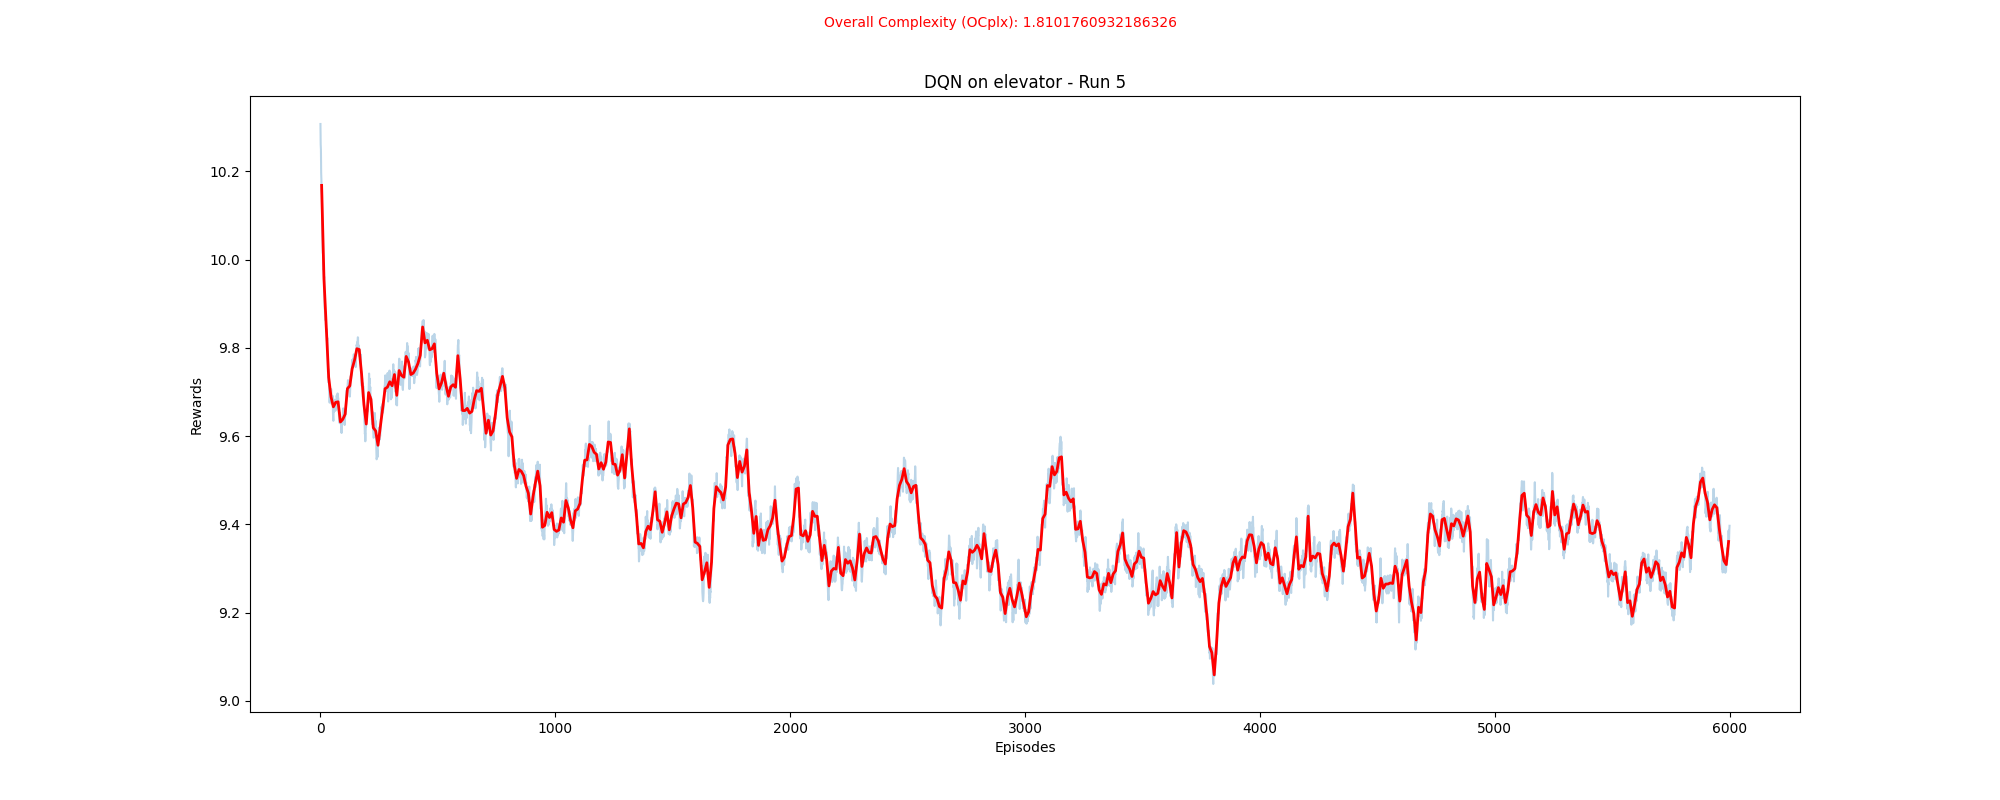 Overall Complexity (OCplx): 1.8101760932186326
DQN on elevator - Run 5
10.2
10.0
9.8
9.6
9.4
9.2
9.0
Rewards
0 1000 2000 3000 4000 5000 6000
Episodes